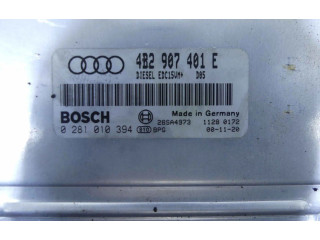 4B2 907 401 E
DIESEL EDC15VM+ D05
BOSCH
Made in Germany
28SA4973 1128 0172
0 281 010 394 BPG 00-11-20